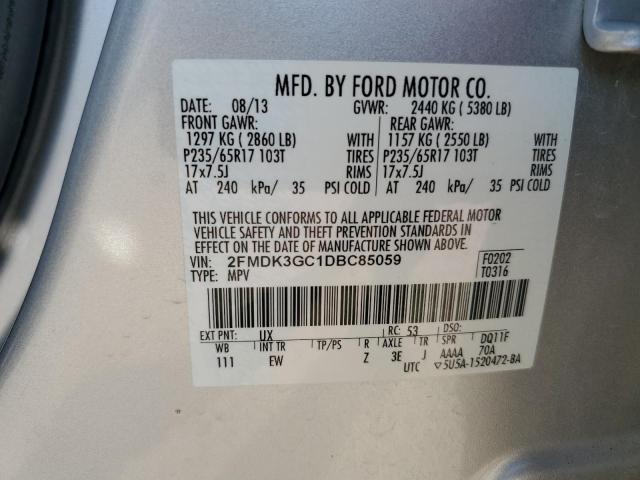 MFD. BY FORD MOTOR CO.
DATE: 08/13 GVWR: 2440 KG ( 5380 LB)
FRONT GAWR: REAR GAWR:
1297 KG ( 2860 LB) WITH 1157 KG ( 2550 LB) WITH
P235/65R17 103T TIRES P235/65R17 103T TIRES
17x7.5J RIMS 17x7.5J RIMS
AT 240 kPa/ 35 PSI COLD AT 240 kPa/ 35 PSI COLD
THIS VEHICLE CONFORMS TO ALL APPLICABLE FEDERAL MOTOR
VEHICLE SAFETY AND THEFT PREVENTION STANDARDS IN
EFFECT ON THE DATE OF MANUFACTURE SHOWN ABOVE.
VIN: 2FMDK3GC1DBC85059 F0202
TYPE: MPV T0316
EXT PNT: UX RC: 53 DSO:
WB INT TR TP/PS R AXLE TR SPR DQ11F
111 EW Z 3E J AAAA 70A
UTC ▽5U5A-1520472-BA